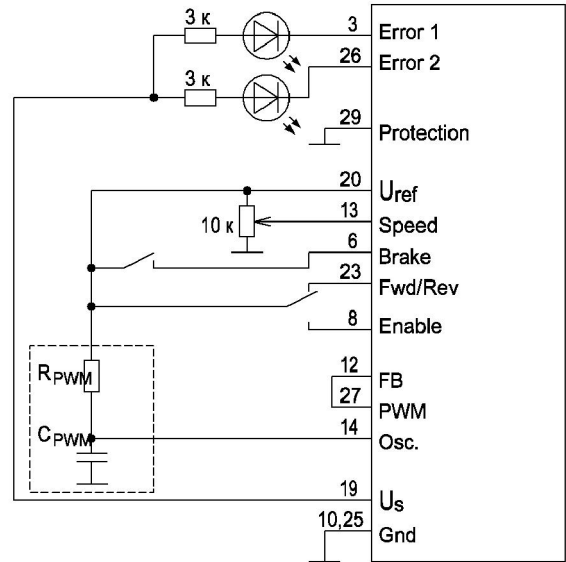 3 к
3 Error 1
26 Error 2
3 к
29 Protection
20 Uref
13 Speed
10 к
6 Brake
23 Fwd/Rev
8 Enable
12 FB
RPWM
27 PWM
CPWM
14 Osc.
19 Us
10,25 Gnd